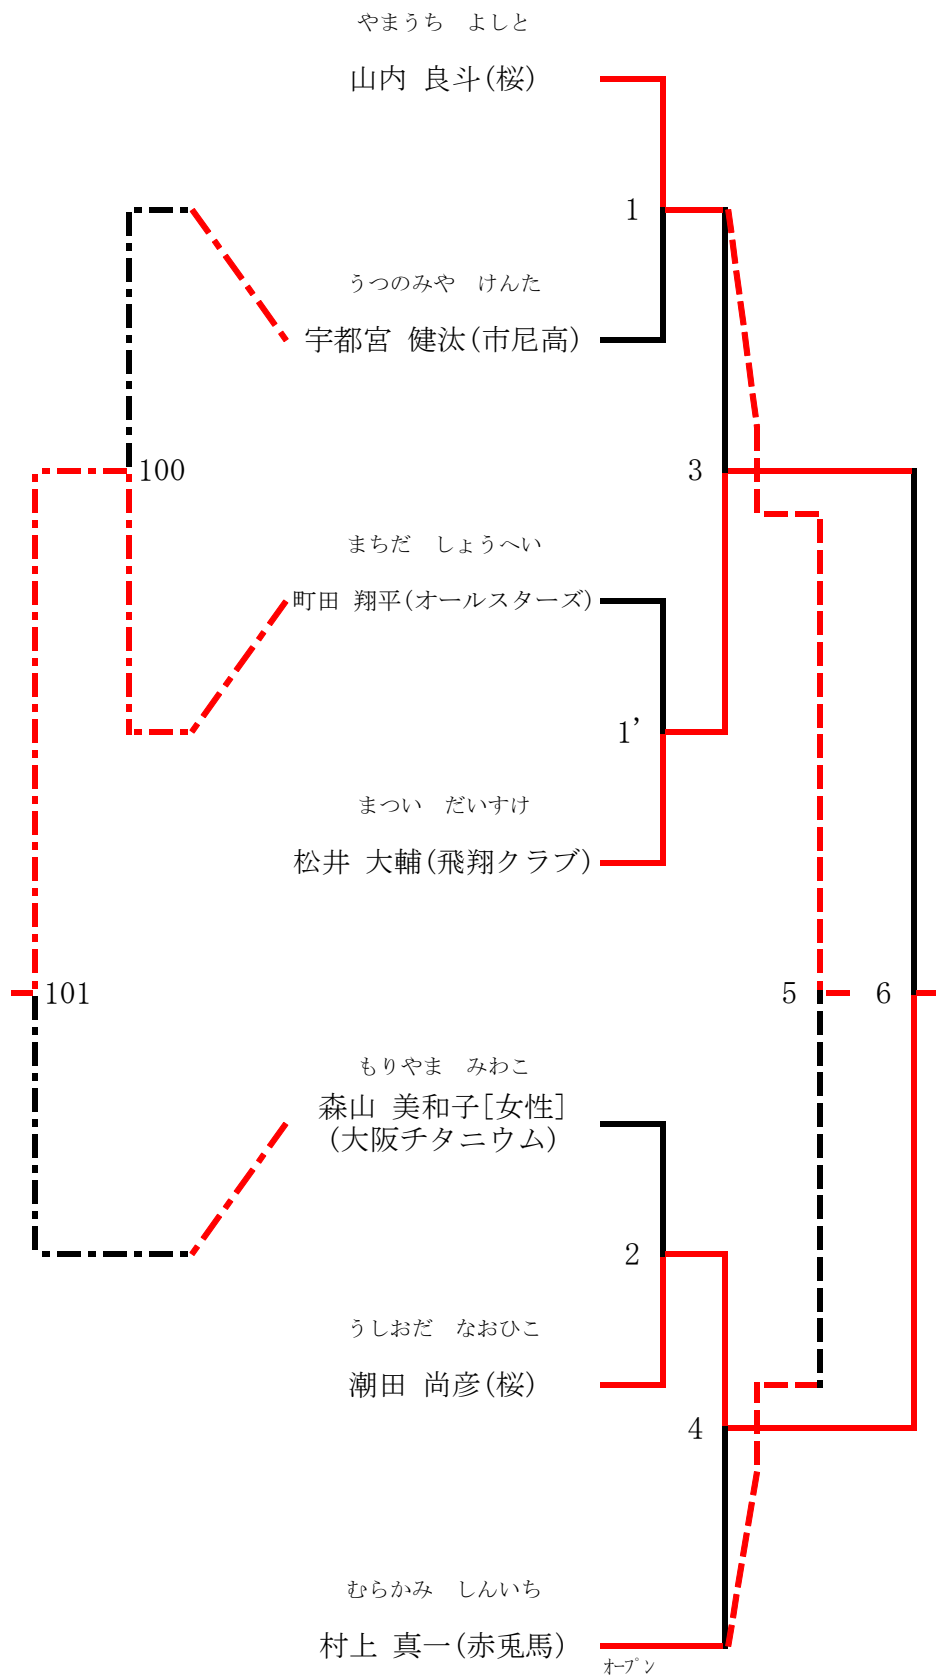 やまうち　よしと
山内 良斗(桜)
1
うつのみや　けんた
宇都宮 健汰(市尼高)
100
3
まちだ　しょうへい
町田 翔平(オールスターズ)
1’
まつい　だいすけ
松井 大輔(飛翔クラブ)
101
5
6
もりやま　みわこ
森山 美和子[女性]
(大阪チタニウム)
2
うしおだ　なおひこ
潮田 尚彦(桜)
4
むらかみ　しんいち
村上 真一(赤兎馬)
ｵｰﾌﾟﾝ